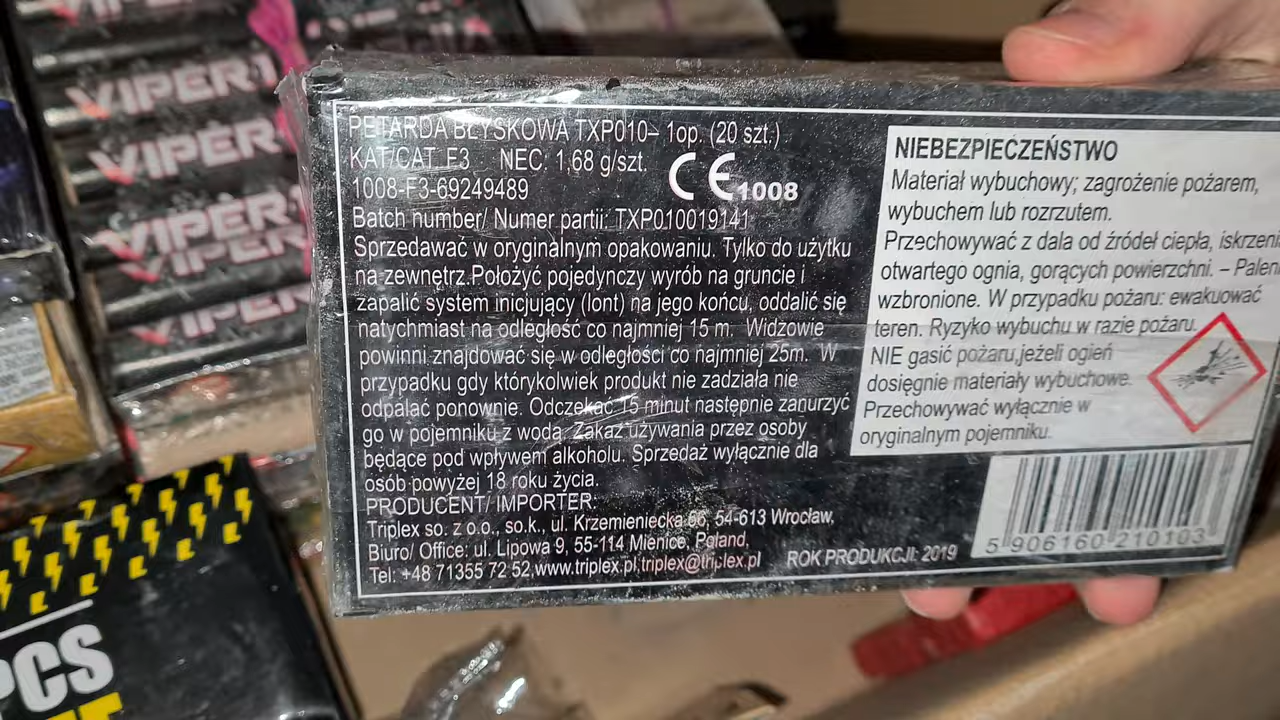 VIPER 1
VIPER 1
VIPER 1
VIPER
VIPER
PCS
PETARDA BŁYSKOWA TXP010– 1op. (20 szt.)
KAT/CAT F3 NEC: 1,68 g/szt.
CE 1008
1008-F3-69249489
Batch number/ Numer partii: TXP010019141
Sprzedawać w oryginalnym opakowaniu. Tylko do użytku
na zewnętrz.Położyć pojedynczy wyrób na gruncie i
zapalić system inicjujący (lont) na jego końcu, oddalić się
natychmiast na odległość co najmniej 15 m. Widzowie
powinni znajdować się w odległości co najmniej 25m. W
przypadku gdy którykolwiek produkt nie zadziała nie
odpalać ponownie. Odczekać 15 minut następnie zanurzyć
go w pojemniku z wodą. Zakaz używania przez osoby
będące pod wpływem alkoholu. Sprzedaż wyłącznie dla
osób powyżej 18 roku życia.
PRODUCENT/ IMPORTER:
Triplex so. z o.o., so.k., ul. Krzemieniecka 66, 54-613 Wrocław,
Biuro/ Office: ul. Lipowa 9, 55-114 Mienice, Poland,
Tel: +48 71355 72 52,www.triplex.pl,triplex@triplex.pl
ROK PRODUKCJI: 2019
NIEBEZPIECZEŃSTWO
Materiał wybuchowy; zagrożenie pożarem,
wybuchem lub rozrzutem.
Przechowywać z dala od źródeł ciepła, iskrzeni
otwartego ognia, gorących powierzchni. – Palen
wzbronione. W przypadku pożaru: ewakuować
teren. Ryzyko wybuchu w razie pożaru.
NIE gasić pożaru,jeżeli ogień
dosięgnie materiały wybuchowe.
Przechowywać wyłącznie w
oryginalnym pojemniku.
5 906160 210103